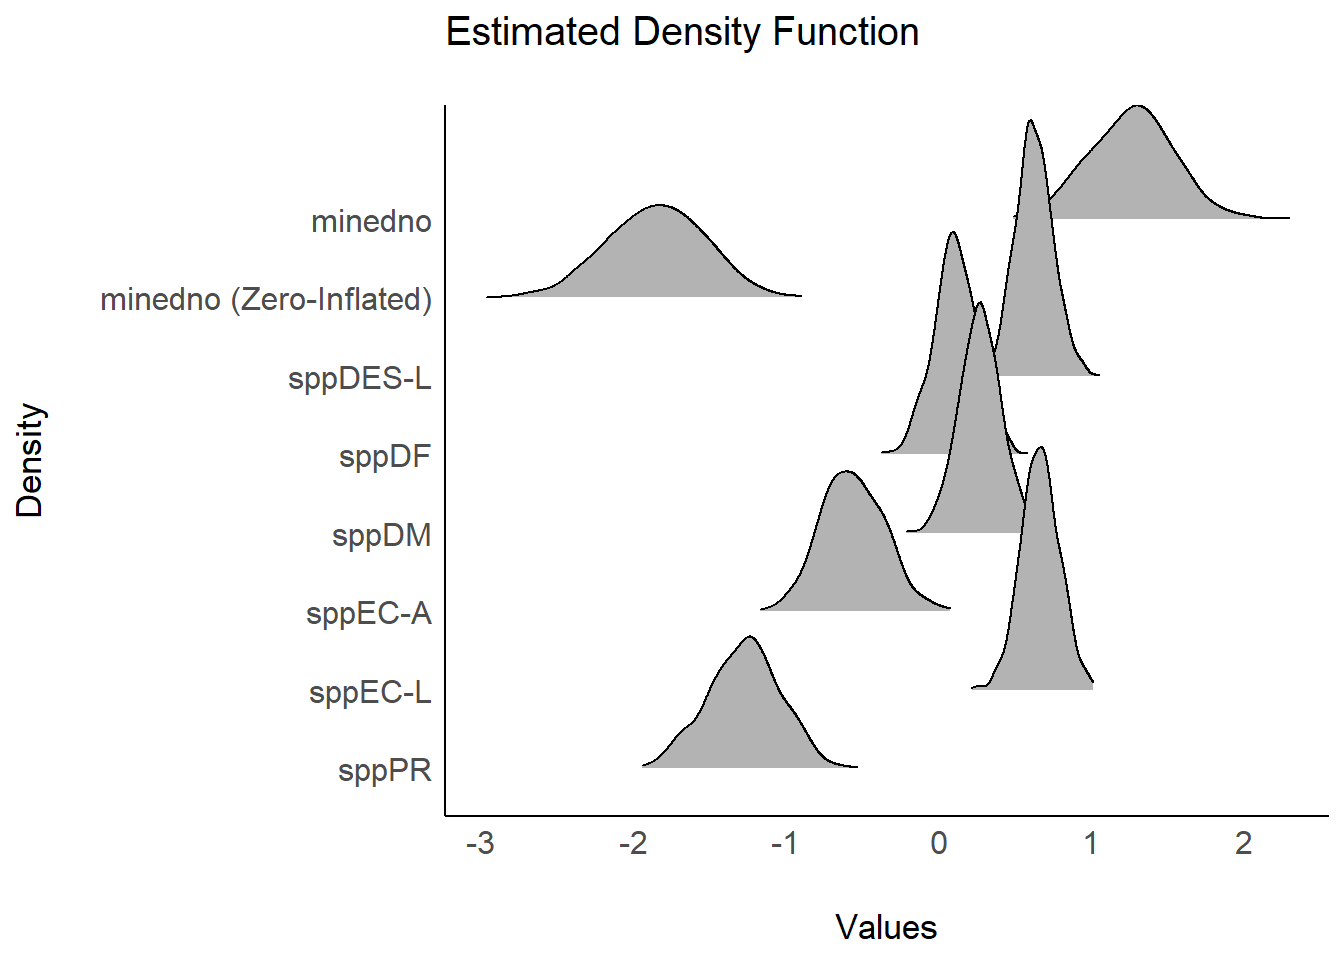 Estimated Density Function
minedno
minedno (Zero-Inflated)
sppDES-L
sppDF
sppDM
sppEC-A
sppEC-L
sppPR
Density
-3 -2 -1 0 1 2
Values